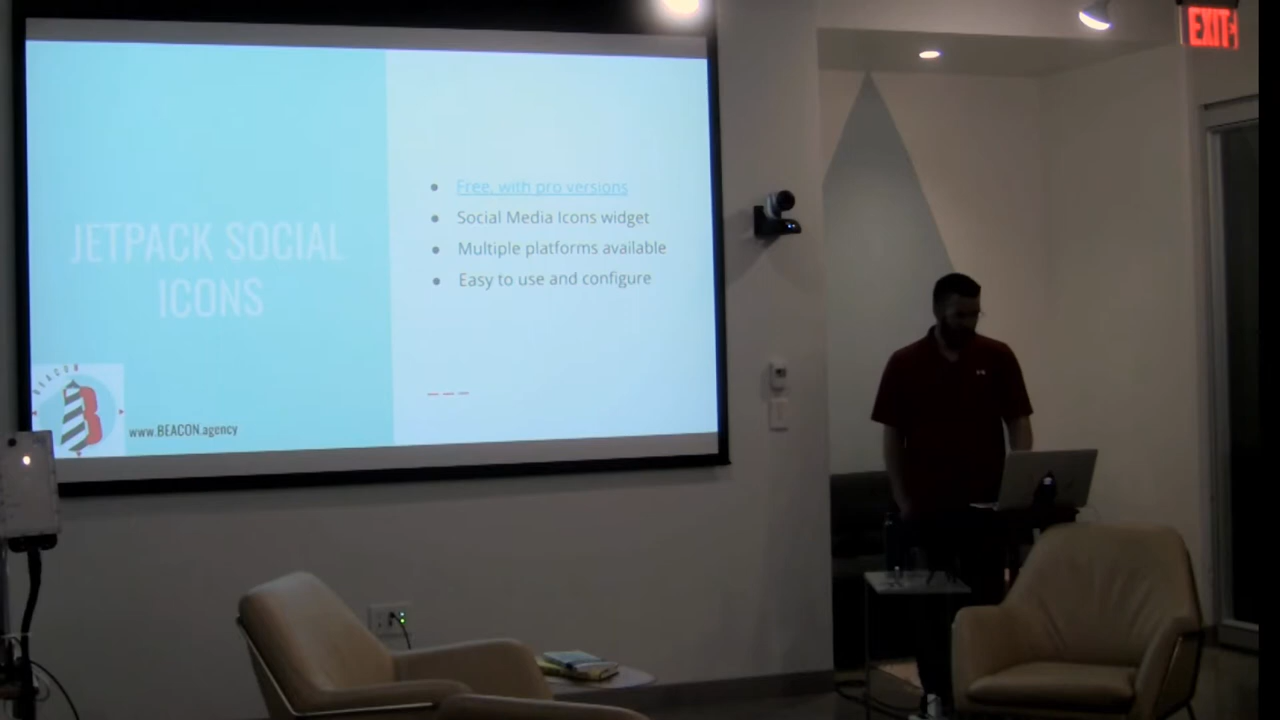 JETPACK SOCIAL
ICONS
Free, with pro versions
Social Media Icons widget
Multiple platforms available
Easy to use and configure
BEACON
B
www.BEACON.agency
EXIT